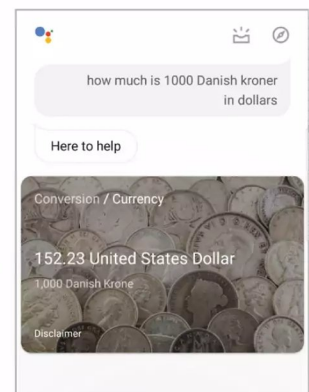 how much is 1000 Danish kroner
in dollars
Here to help
Conversion / Currency
152.23 United States Dollar
1,000 Danish Krone
Disclaimer